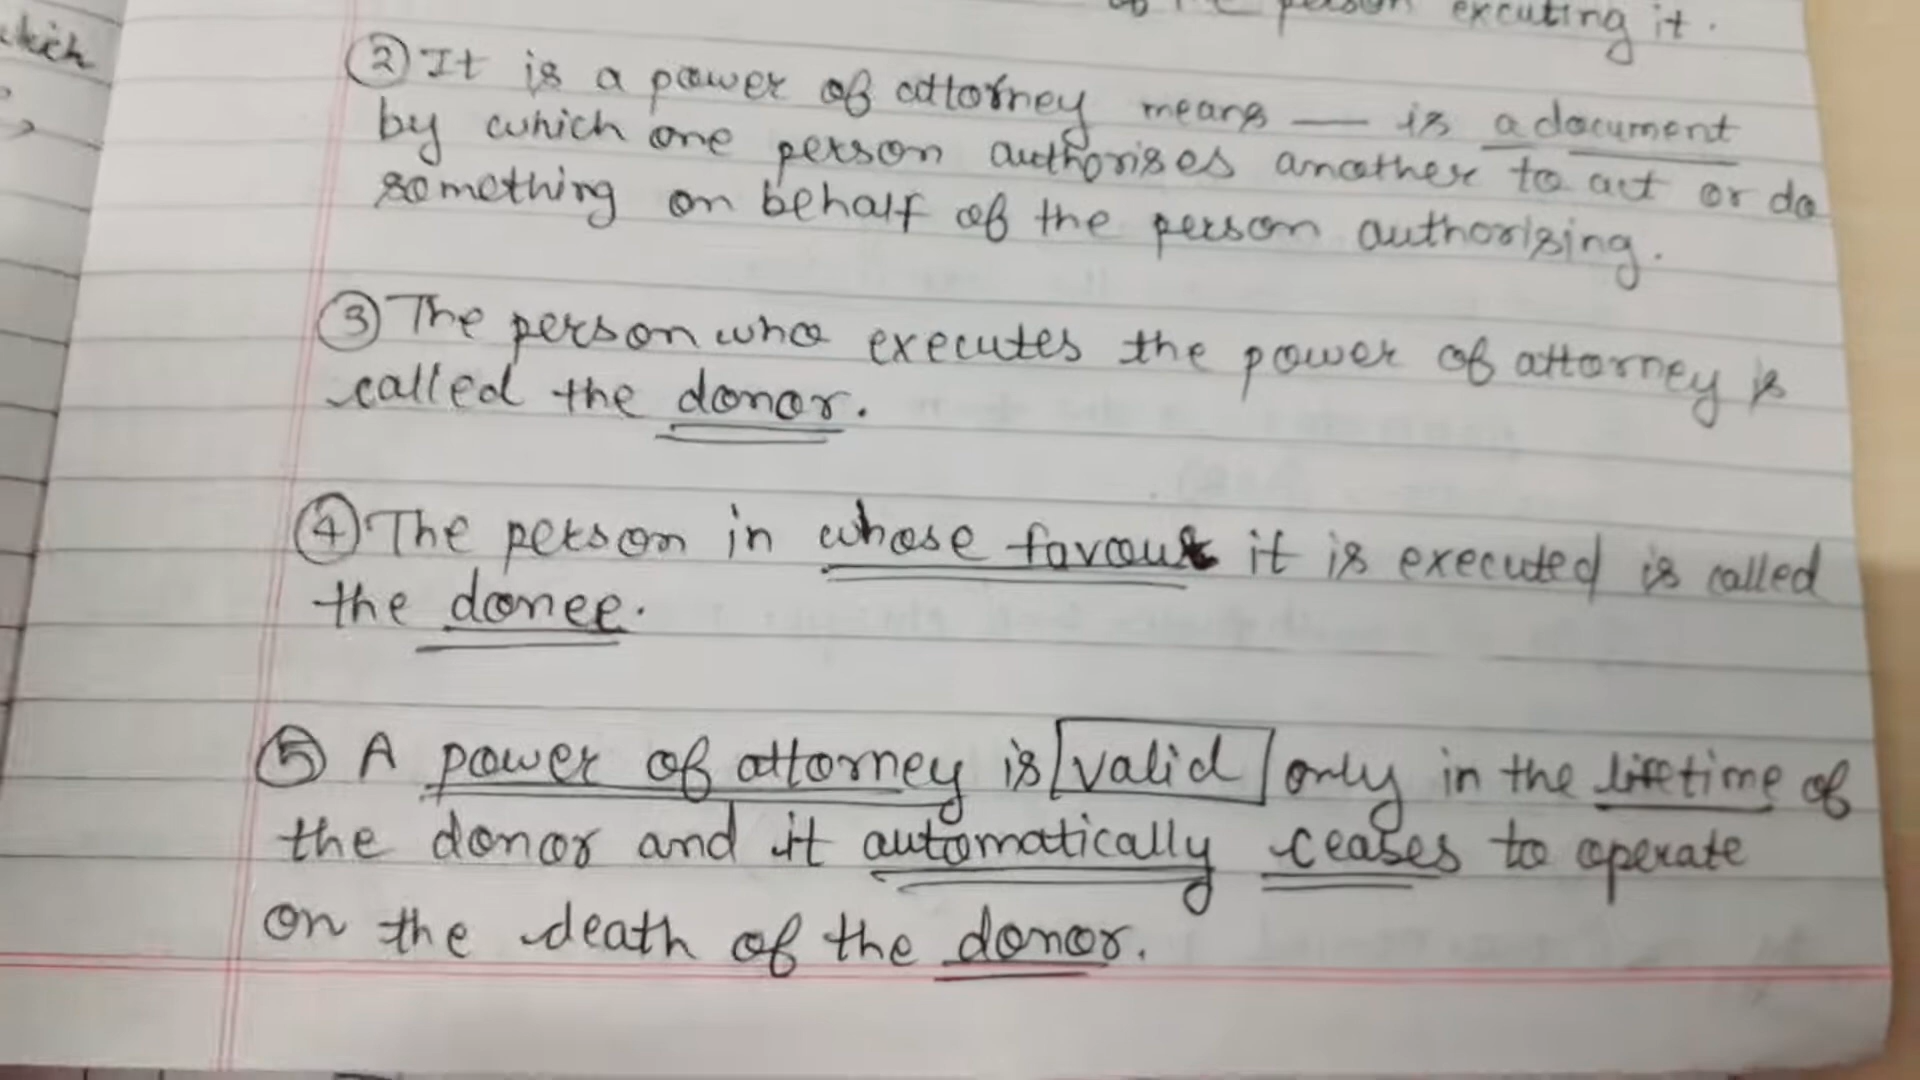 person excuting it.
which
② It is a power of attorney means — is a document
by which one person authorises another to act or do
something on behalf of the person authorizing.
③ The person who executes the power of attorney is
called the donor.
④ The person in whose favour it is executed is called
the donee.
⑤ A power of attorney is valid only in the lifetime of
the donor and it automatically ceases to operate
on the death of the donor.